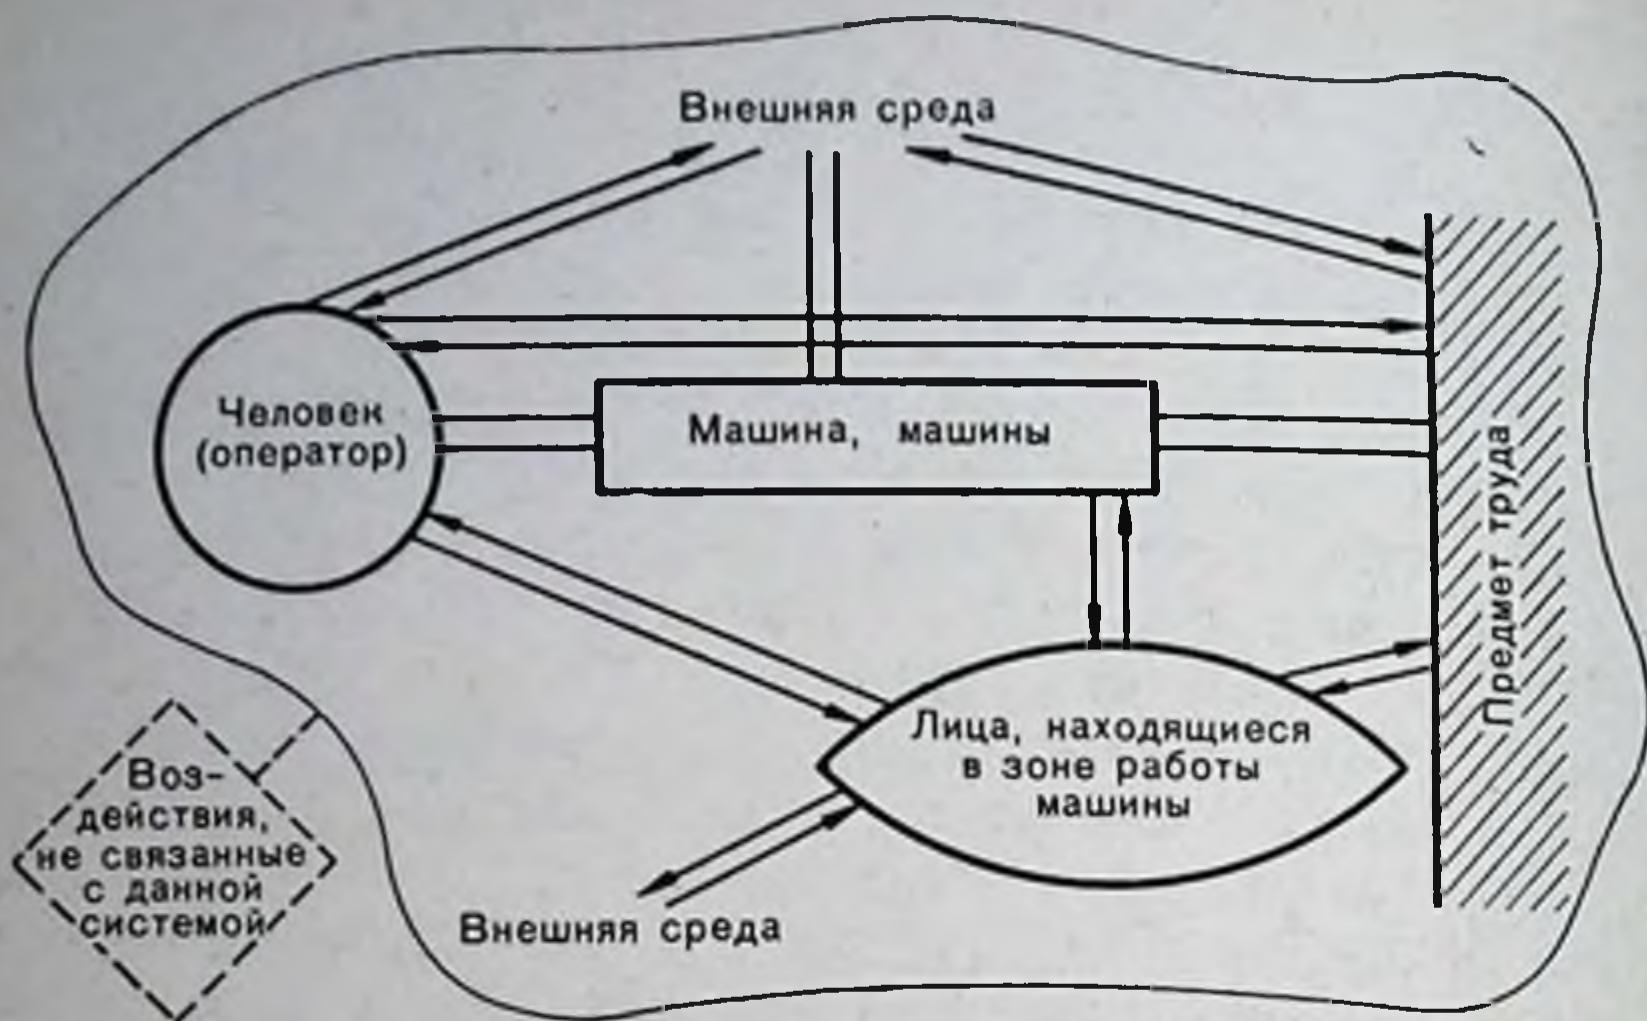 Внешняя среда
Человек
(оператор)
Машина, машины
Предмет труда
Лица, находящиеся
в зоне работы
машины
Воз-
действия,
не связанные
с данной
системой
Внешняя среда